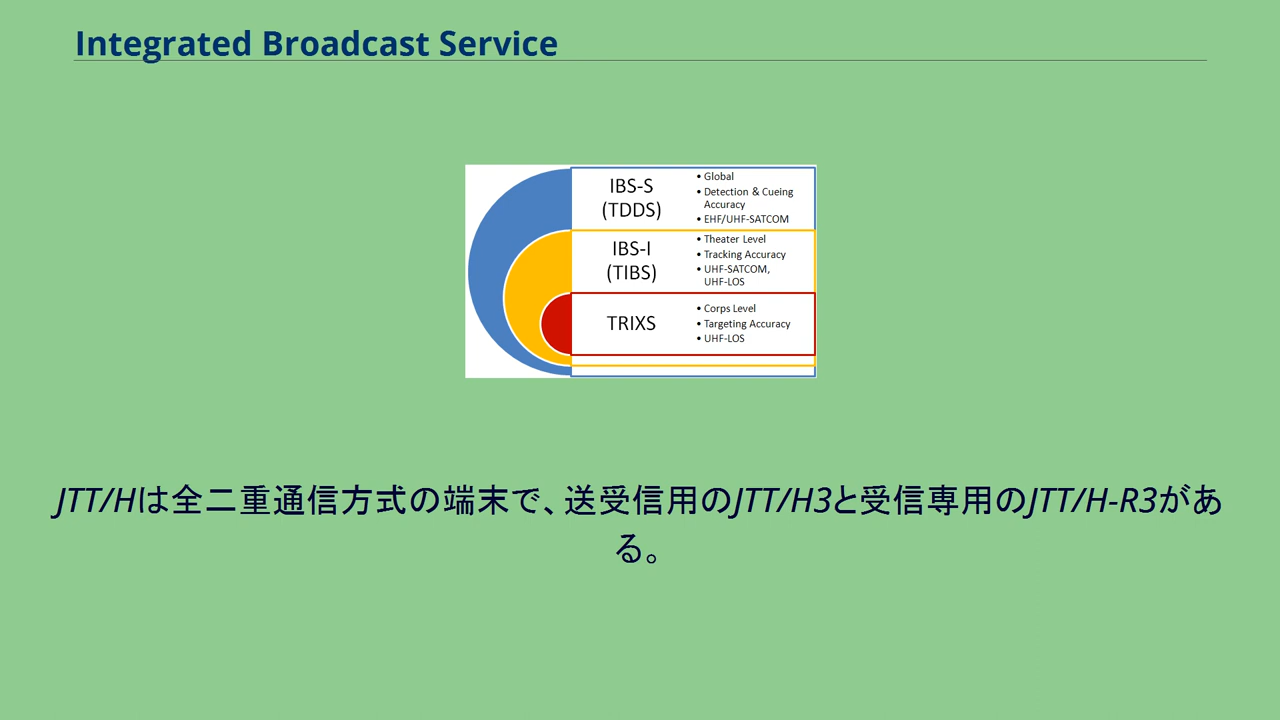 Integrated Broadcast Service
IBS-S
(TDDS)
• Global
• Detection & Cueing
Accuracy
• EHF/UHF-SATCOM
IBS-I
(TIBS)
• Theater Level
• Tracking Accuracy
• UHF-SATCOM,
UHF-LOS
TRIXS
• Corps Level
• Targeting Accuracy
• UHF-LOS
JTT/Hは全二重通信方式の端末で、送受信用のJTT/H3と受信専用のJTT/H-R3があ
る。